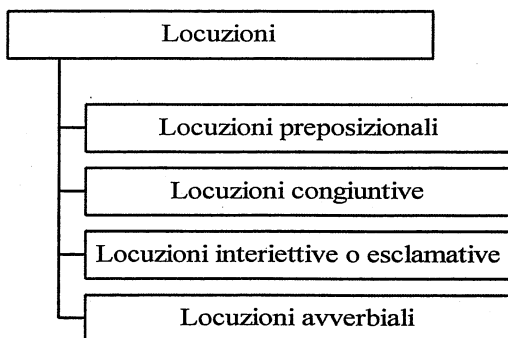 Locuzioni
Locuzioni preposizionali
Locuzioni congiuntive
Locuzioni interiettive o esclamative
Locuzioni avverbiali